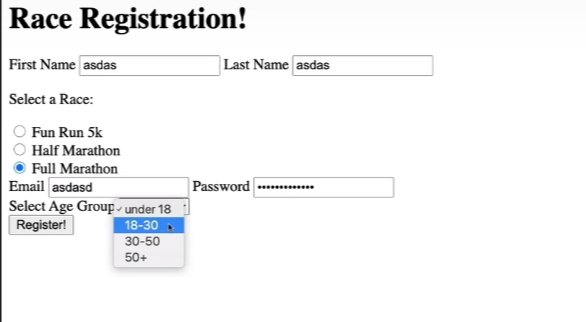 Race Registration!
First Name asdas Last Name asdas
Select a Race:
Fun Run 5k
Half Marathon
Full Marathon
Email asdasd Password •••••••••••••
Select Age Group ✓ under 18
Register! 18-30
30-50
50+